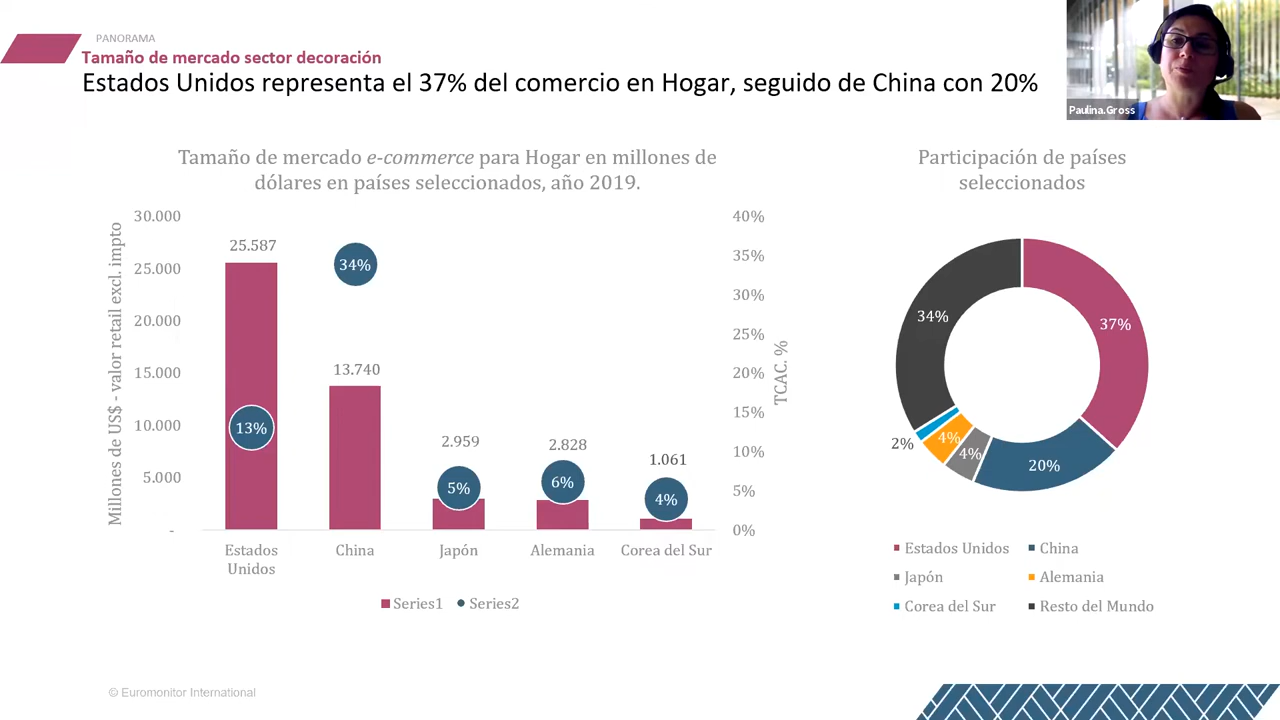 PANORAMA
Tamaño de mercado sector decoración
Estados Unidos representa el 37% del comercio en Hogar, seguido de China con 20%
Paulina.Gross
Tamaño de mercado e-commerce para Hogar en millones de
dólares en países seleccionados, año 2019.
Millones de US$ - valor retail excl. impto
30.000
25.000
20.000
15.000
10.000
5.000
-
25.587
13.740
2.959
2.828
1.061
13%
34%
5%
6%
4%
40%
35%
30%
25%
20%
15%
10%
5%
0%
TCAC. %
Estados
Unidos
China
Japón
Alemania
Corea del Sur
Series1
Series2
Participación de países
seleccionados
37%
20%
4%
4%
2%
34%
Estados Unidos
China
Japón
Alemania
Corea del Sur
Resto del Mundo
© Euromonitor International